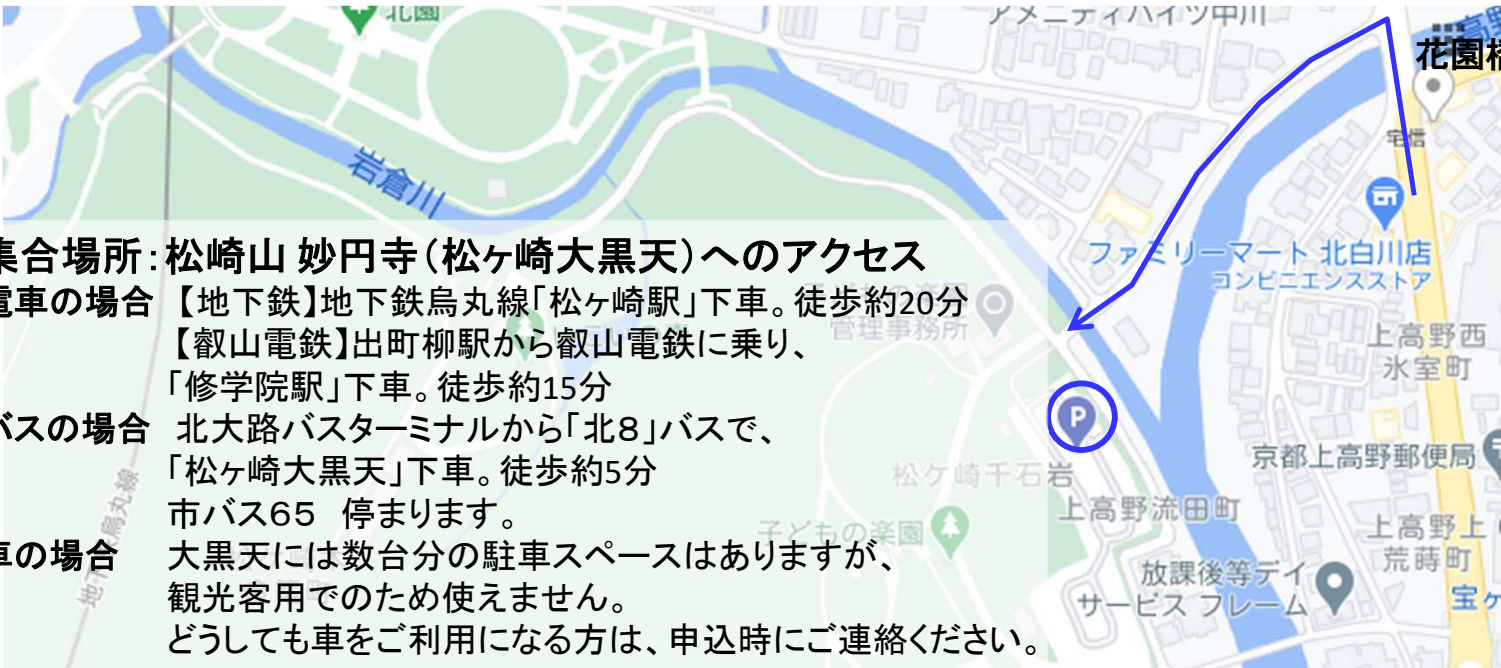 北園
アメニティハイツ中川
花園橋
宅信
岩倉川
ファミリーマート 北白川店
コンビニエンスストア
集合場所：松崎山 妙円寺（松ヶ崎大黒天）へのアクセス
電車の場合 【地下鉄】地下鉄烏丸線「松ヶ崎駅」下車。徒歩約20分
【叡山電鉄】出町柳駅から叡山電鉄に乗り、
「修学院駅」下車。徒歩約15分
バスの場合 北大路バスターミナルから「北８」バスで、
「松ヶ崎大黒天」下車。徒歩約5分
市バス６５ 停まります。
車の場合 大黒天には数台分の駐車スペースはありますが、
観光客用でのため使えません。
どうしても車をご利用になる方は、申込時にご連絡ください。
管理事務所
上高野西
氷室町
P
京都上高野郵便局
松ケ崎千石岩
上高野流田町
子どもの楽園
上高野上
荒蒔町
放課後等デイ
サービス フレーム
宝ケ
地下鉄烏丸線